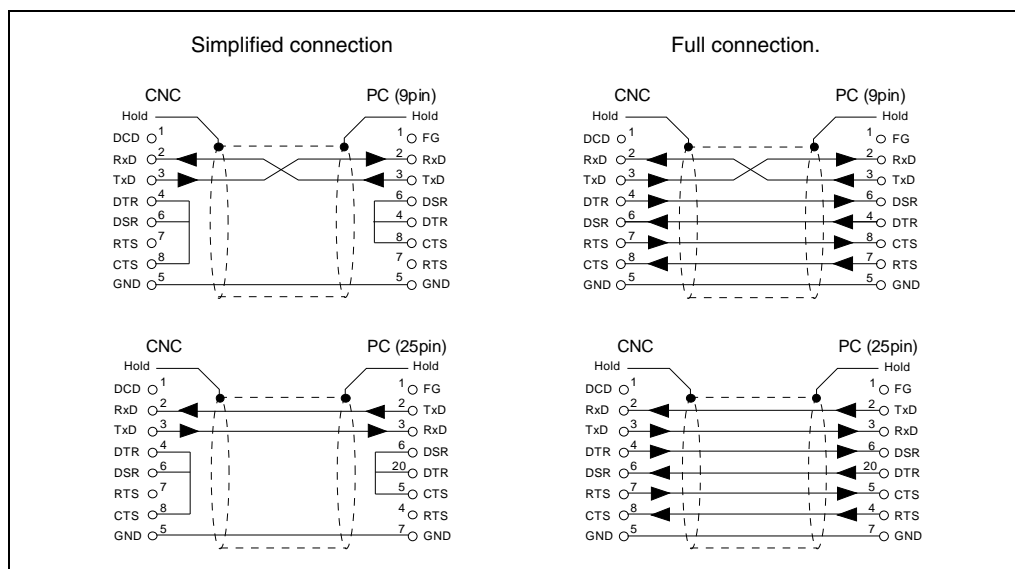 Simplified connection
Full connection.
CNC PC (9pin)
Hold Hold
DCD 1 1 FG
RxD 2 2 RxD
TxD 3 3 TxD
DTR 4 6 DSR
DSR 6 4 DTR
RTS 7 8 CTS
CTS 8 7 RTS
GND 5 5 GND
CNC PC (9pin)
Hold Hold
DCD 1 1 FG
RxD 2 2 RxD
TxD 3 3 TxD
DTR 4 6 DSR
DSR 6 4 DTR
RTS 7 8 CTS
CTS 8 7 RTS
GND 5 5 GND
CNC PC (25pin)
Hold Hold
DCD 1 1 FG
RxD 2 2 TxD
TxD 3 3 RxD
DTR 4 6 DSR
DSR 6 20 DTR
RTS 7 5 CTS
CTS 8 4 RTS
GND 5 7 GND
CNC PC (25pin)
Hold Hold
DCD 1 1 FG
RxD 2 2 TxD
TxD 3 3 RxD
DTR 4 6 DSR
DSR 6 20 DTR
RTS 7 5 CTS
CTS 8 4 RTS
GND 5 7 GND